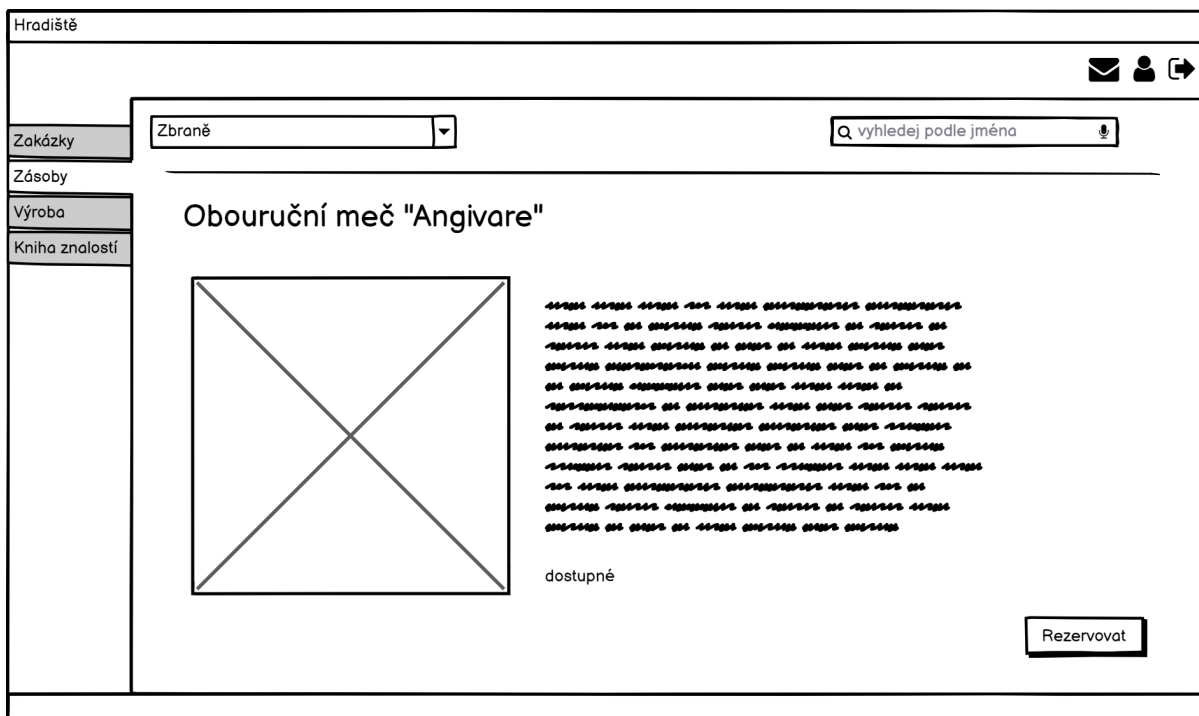 Hradiště
Zbraně
vyhledej podle jména
Zakázky
Zásoby
Výroba
Kniha znalostí
Obouruční meč "Angivare"
dostupné
Rezervovat